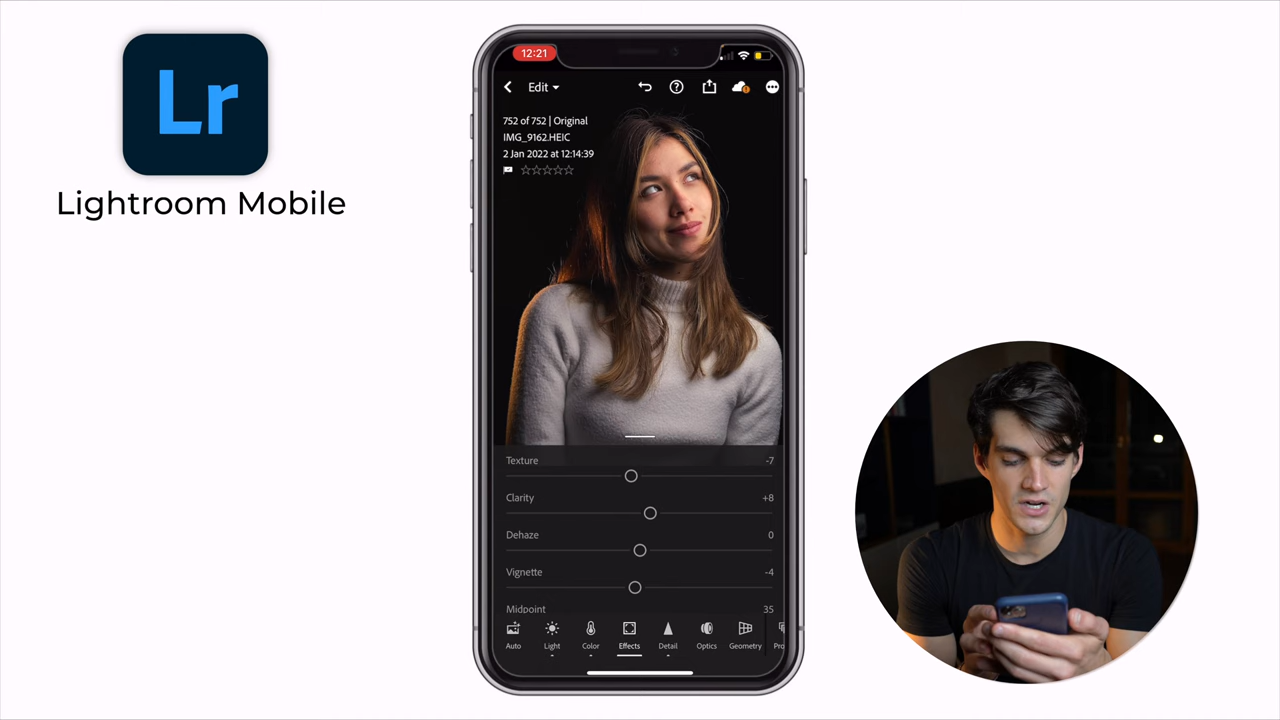 Lr
Lightroom Mobile
12:21
Edit
752 of 752 | Original
IMG_9162.HEIC
2 Jan 2022 at 12:14:39
Texture -7
Clarity +8
Dehaze 0
Vignette -4
Midpoint 35
Auto Light Color Effects Detail Optics Geometry Pro